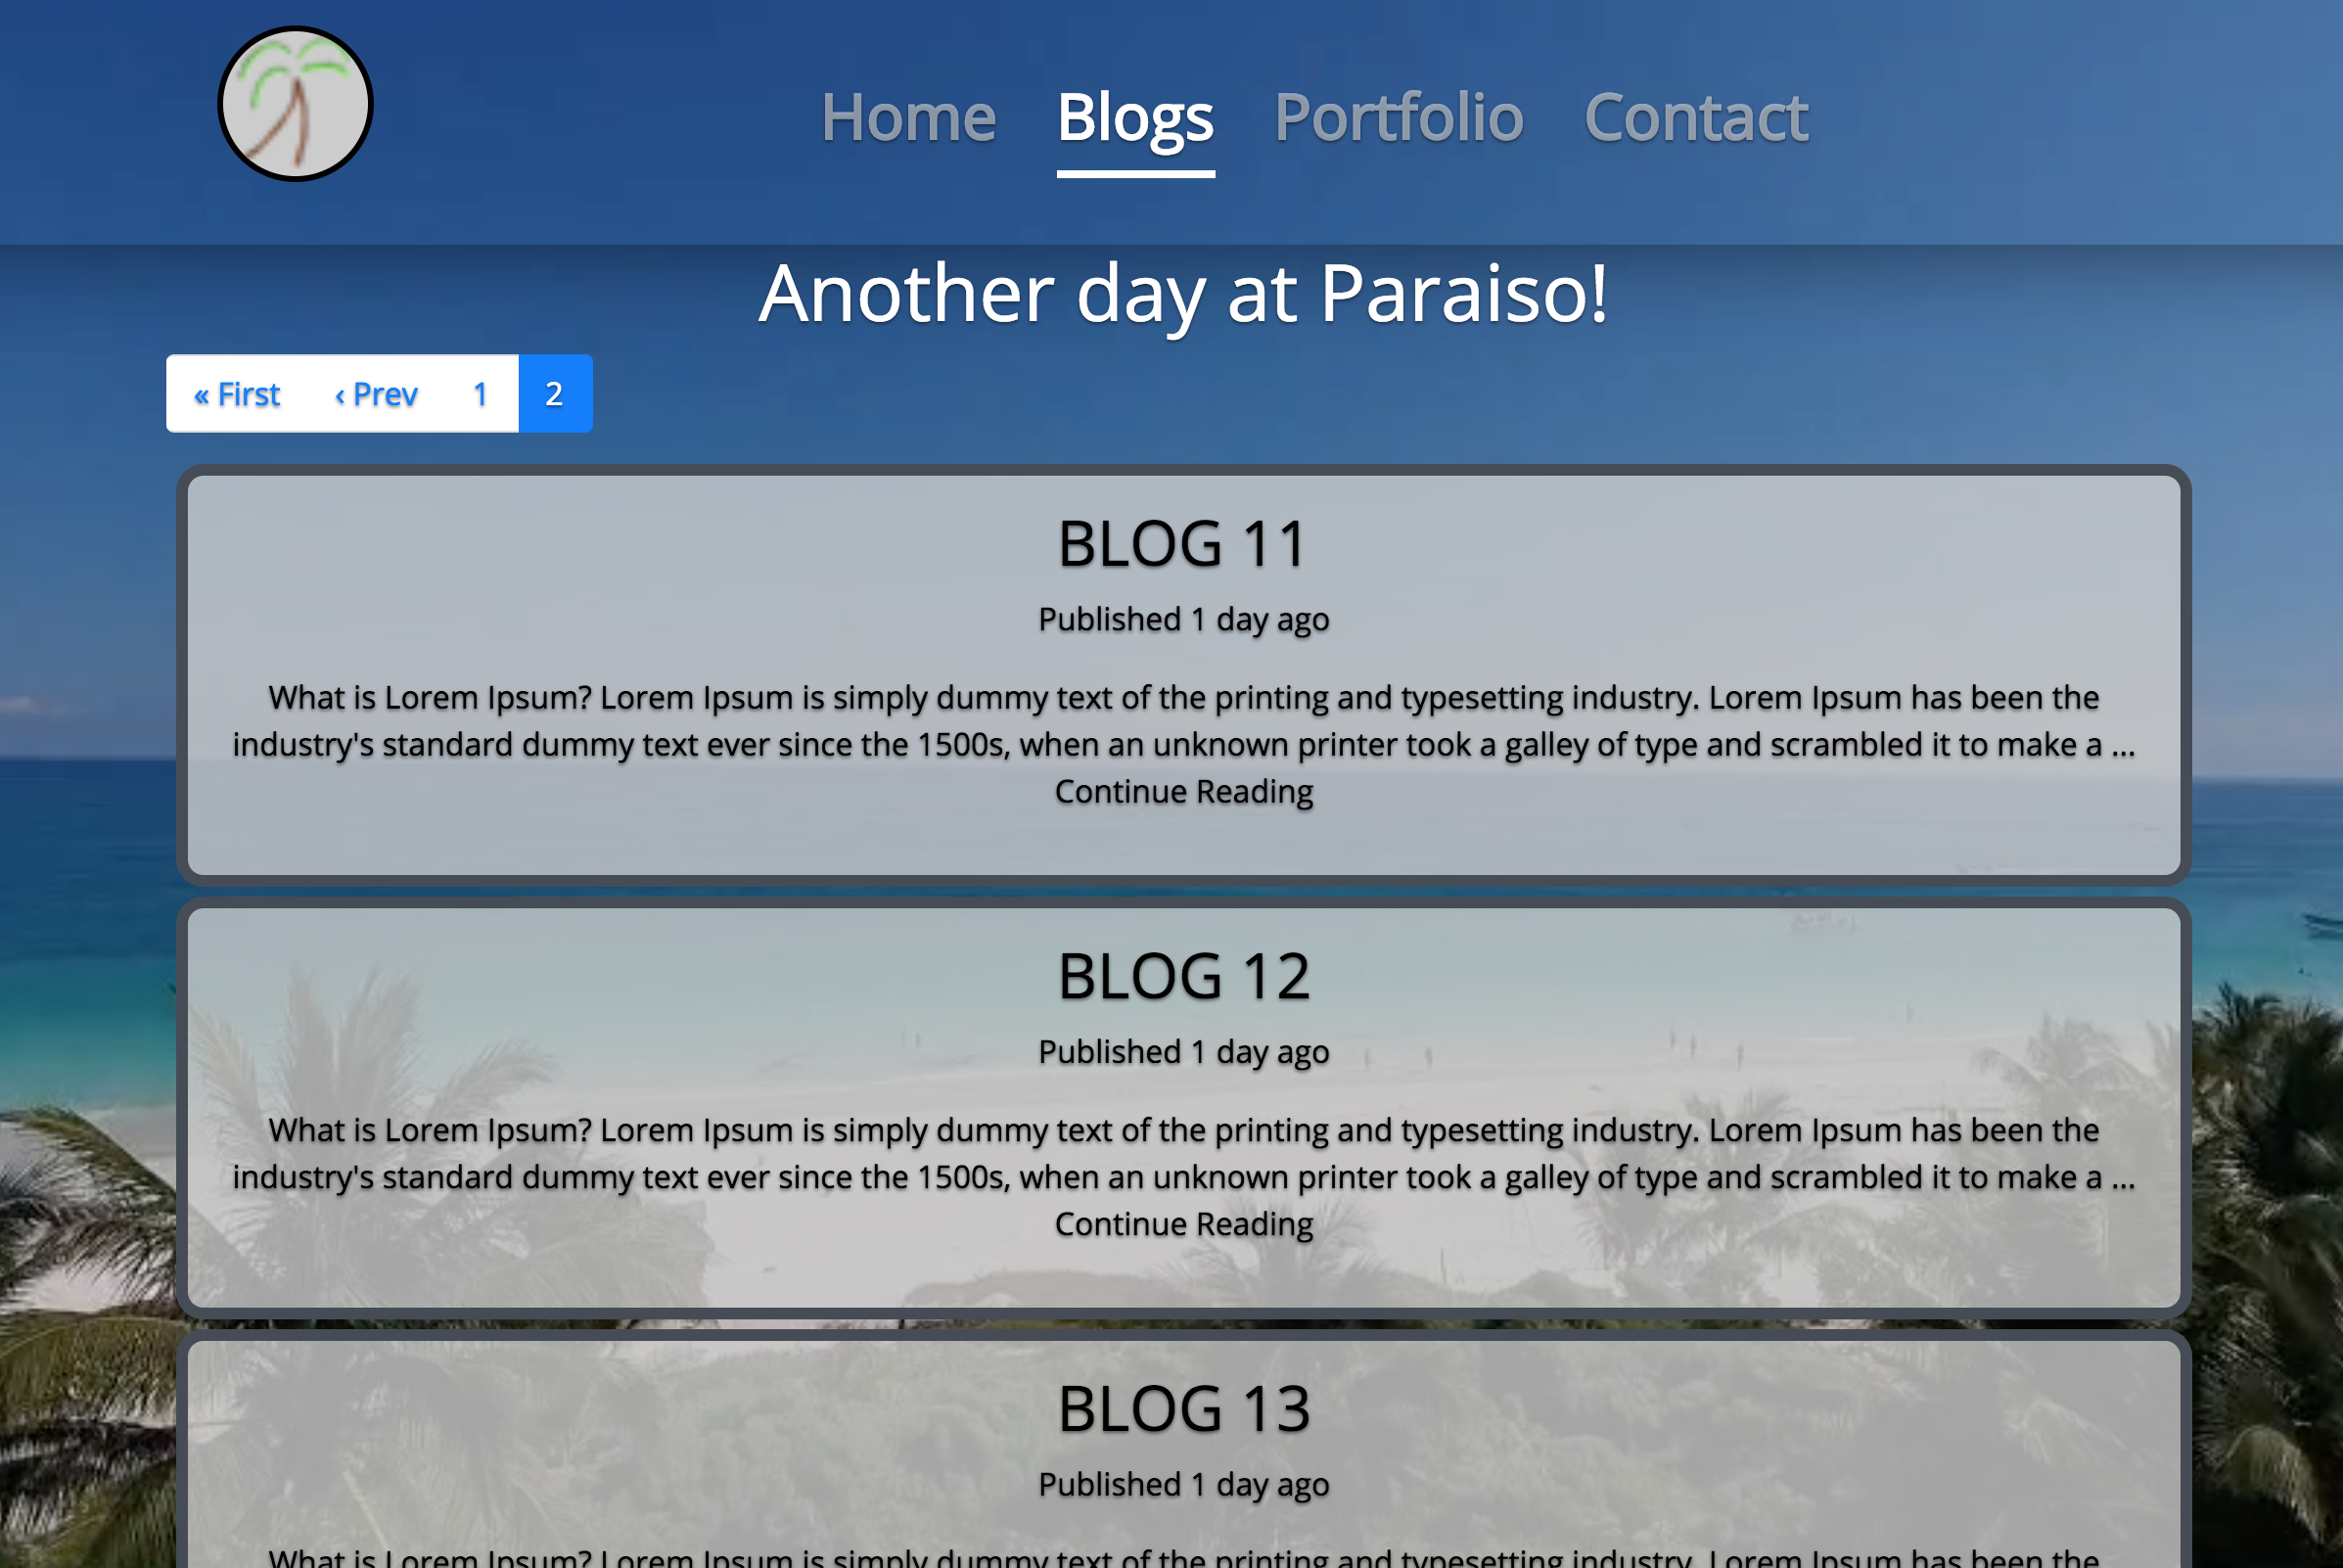 Home Blogs Portfolio Contact
Another day at Paraiso!
« First ‹ Prev 1 2
BLOG 11
Published 1 day ago
What is Lorem Ipsum? Lorem Ipsum is simply dummy text of the printing and typesetting industry. Lorem Ipsum has been the
industry's standard dummy text ever since the 1500s, when an unknown printer took a galley of type and scrambled it to make a ...
Continue Reading
BLOG 12
Published 1 day ago
What is Lorem Ipsum? Lorem Ipsum is simply dummy text of the printing and typesetting industry. Lorem Ipsum has been the
industry's standard dummy text ever since the 1500s, when an unknown printer took a galley of type and scrambled it to make a ...
Continue Reading
BLOG 13
Published 1 day ago
What is Lorem Ipsum? Lorem Ipsum is simply dummy text of the printing and typesetting industry. Lorem Ipsum has been the